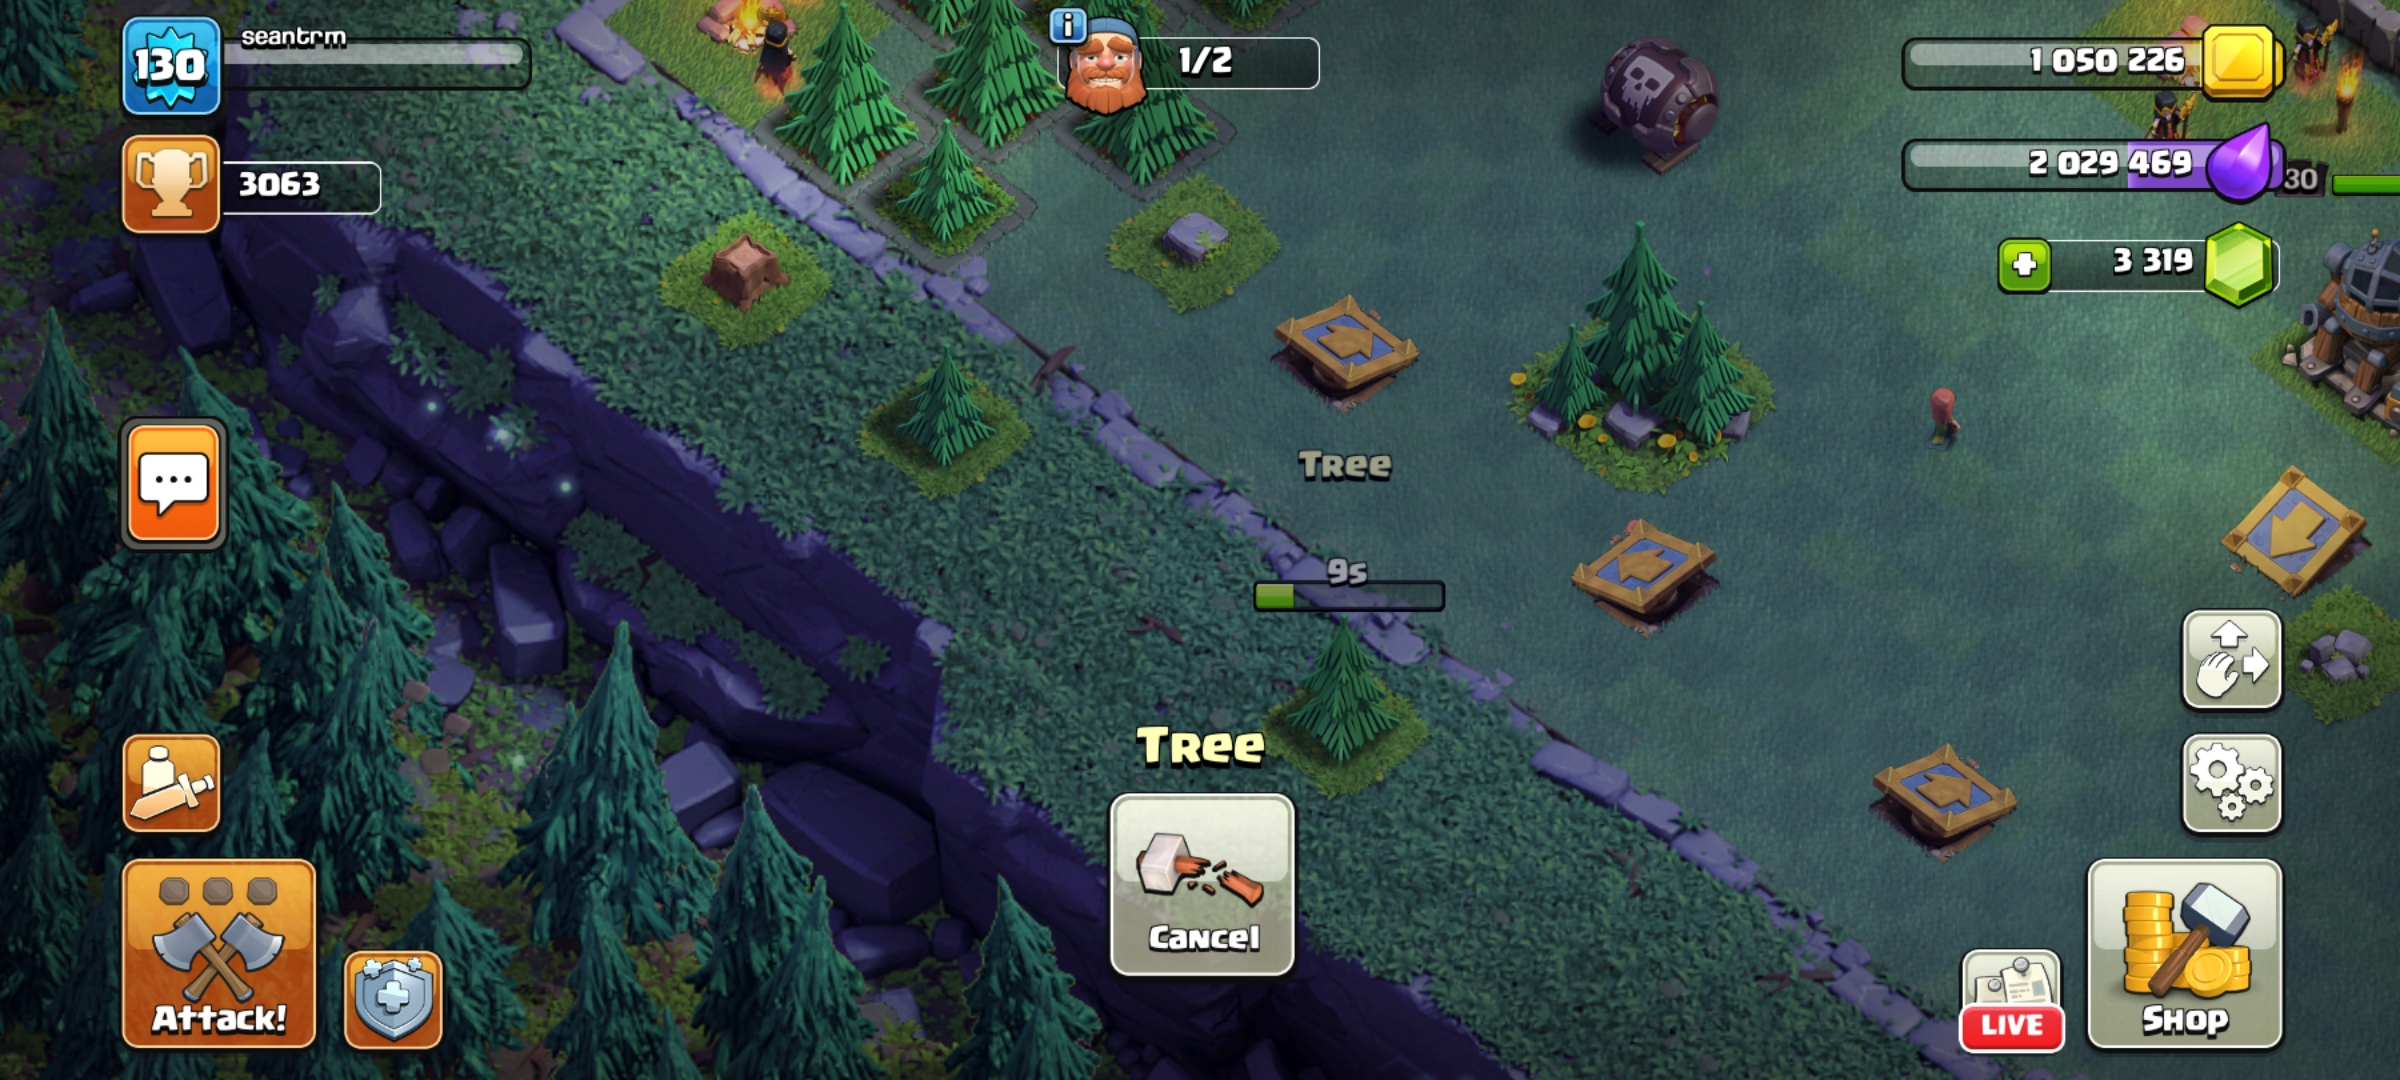 130
seantrm
1/2
1 050 226
3063
2 029 469
30
3 319
Tree
9s
Tree
Cancel
Attack!
LIVE
Shop